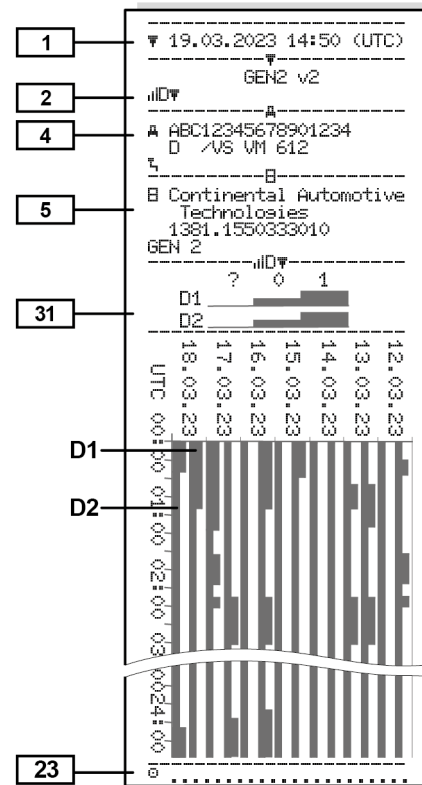 1
▼ 19.03.2023 14:50 (UTC)
GEN2 v2
2
4
ABC12345678901234
D /VS VM 612
5
Continental Automotive
Technologies
1381.1550333010
GEN 2
31
? 0 1
D1
D2
UTC
18.03.23
17.03.23
16.03.23
15.03.23
14.03.23
13.03.23
12.03.23
D1
D2
00:00 01:00 02:00 03
00 24:00
23